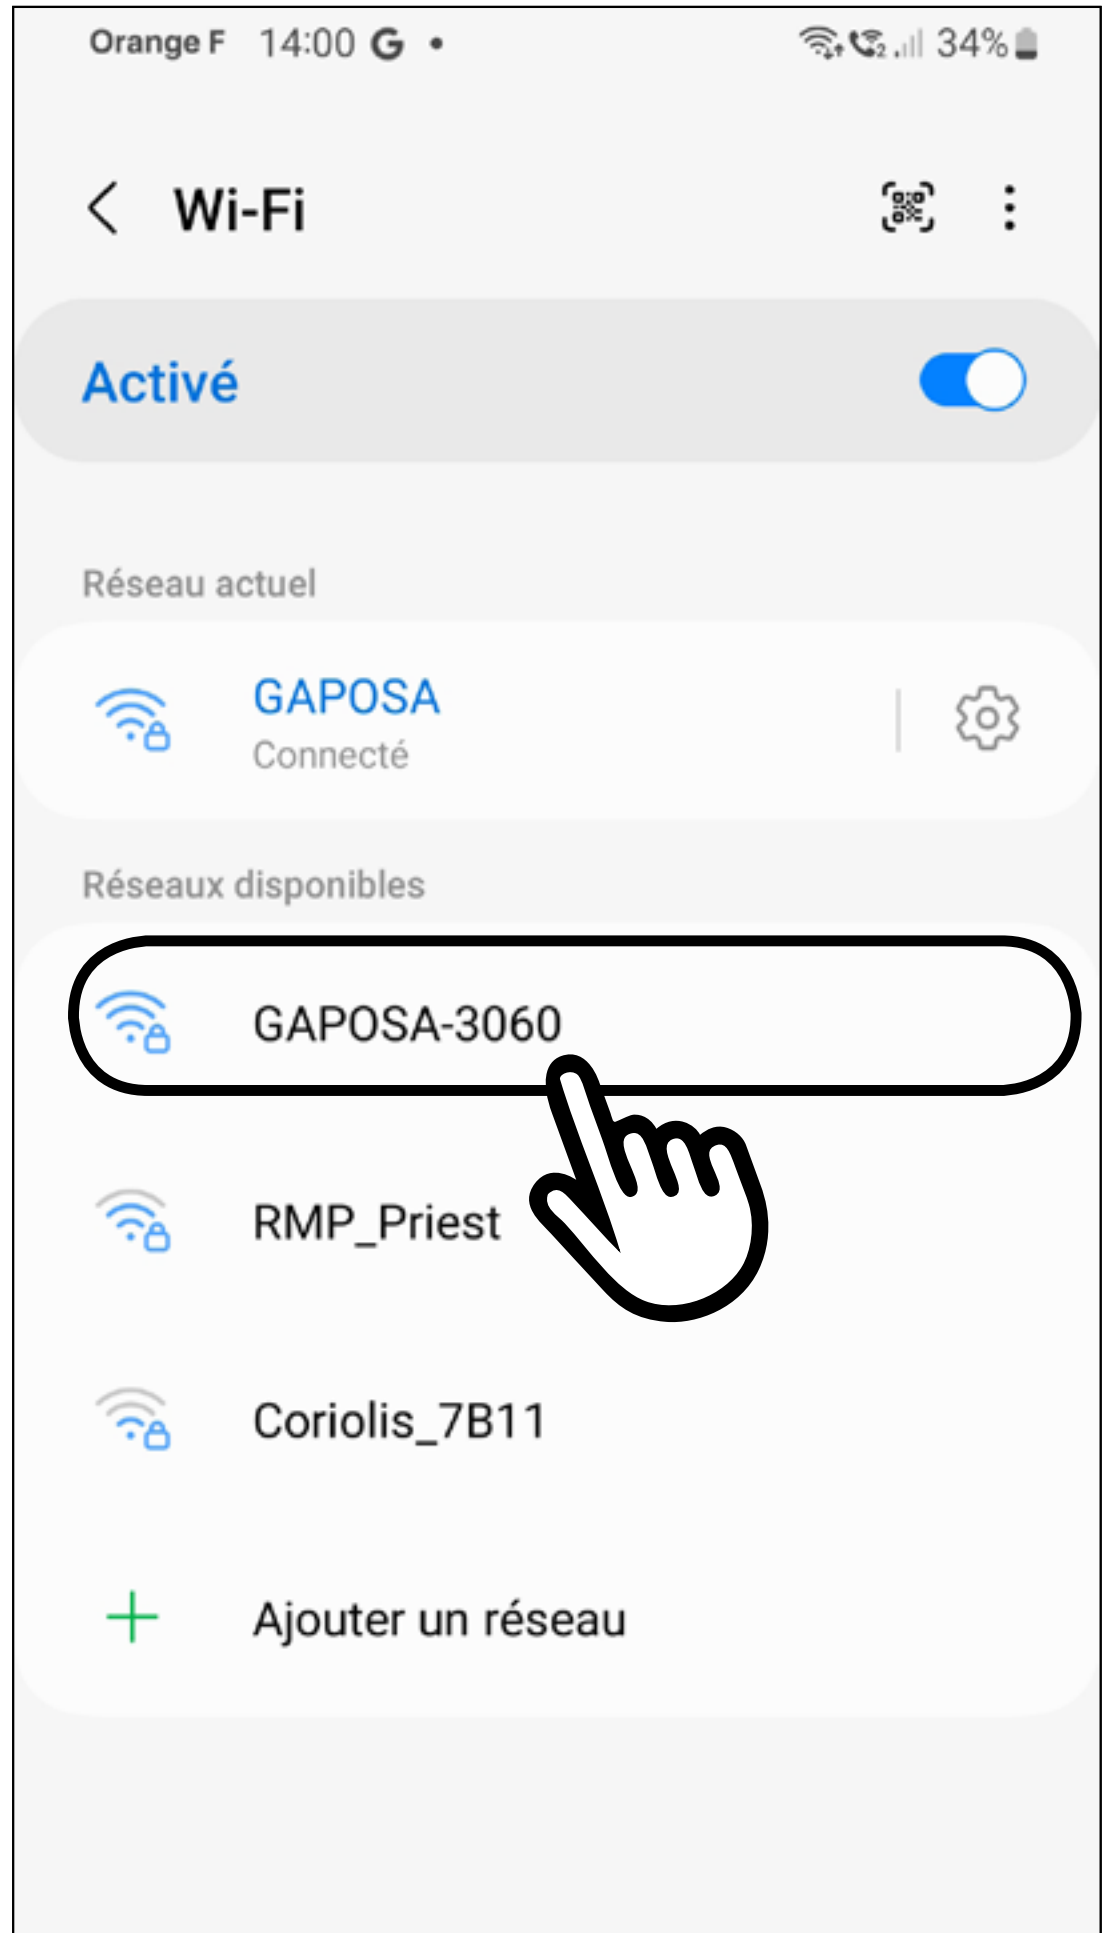 Orange F 14:00 G • 34%
Wi-Fi
Activé
Réseau actuel
GAPOSA
Connecté
Réseaux disponibles
GAPOSA-3060
RMP_Priest
Coriolis_7B11
Ajouter un réseau